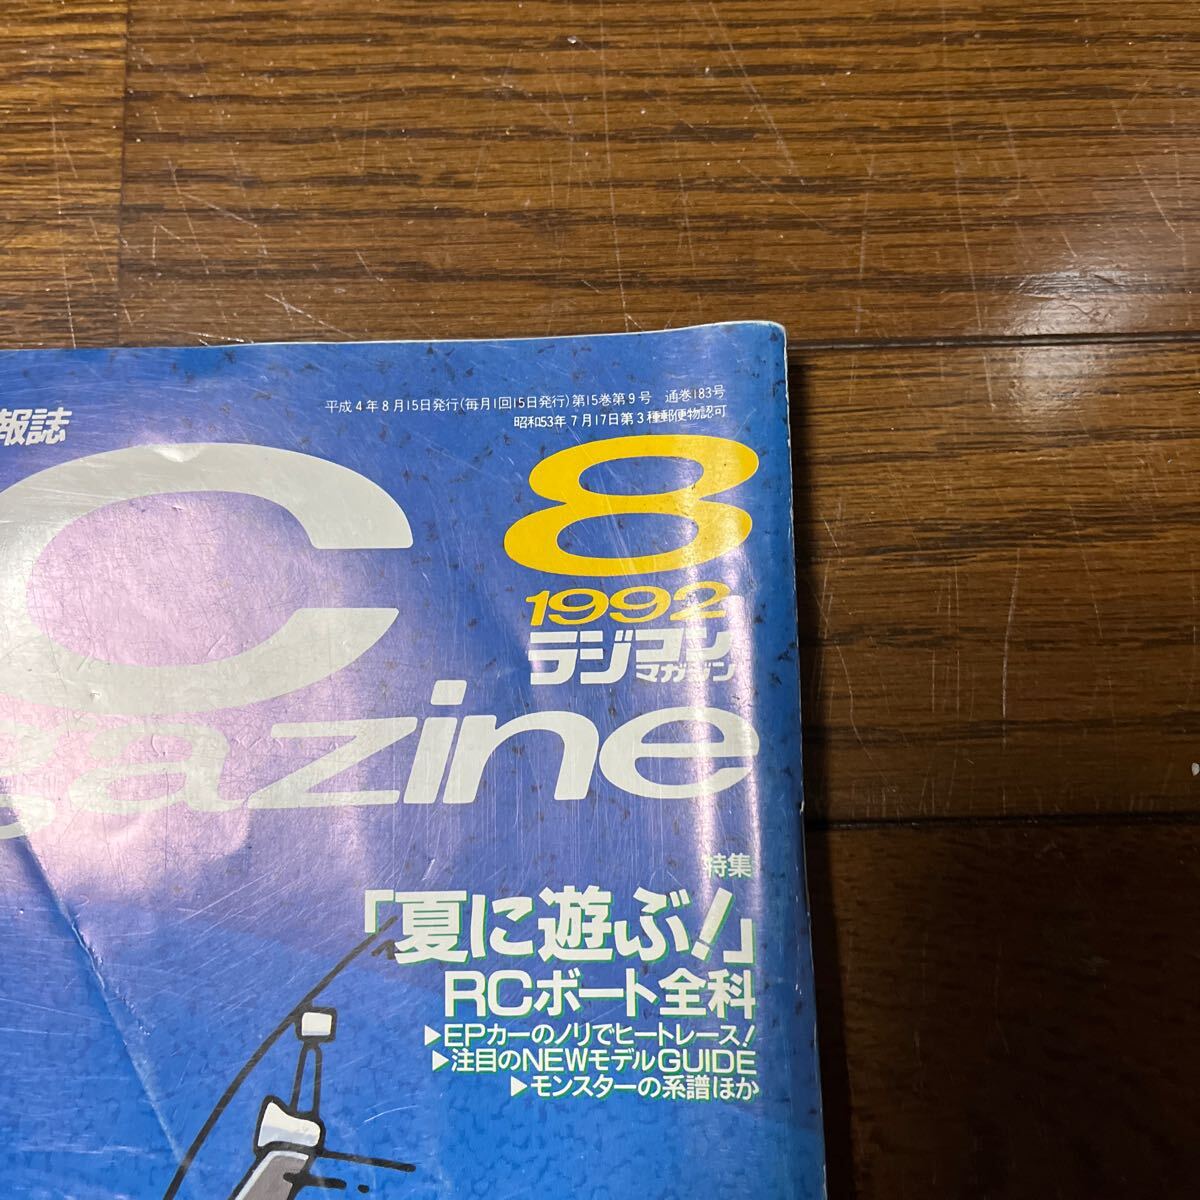 平成4年8月15日発行(毎月1回15日発行)第15巻第9号 通巻183号
昭和53年7月17日第3種郵便物認可
報誌
C
8
1992
ラジコン
マガジン
gazine
特集
「夏に遊ぶ!」
RCボート全科
▶EPカーのノリでヒートレース!
▶注目のNEWモデルGUIDE
▶モンスターの系譜ほか